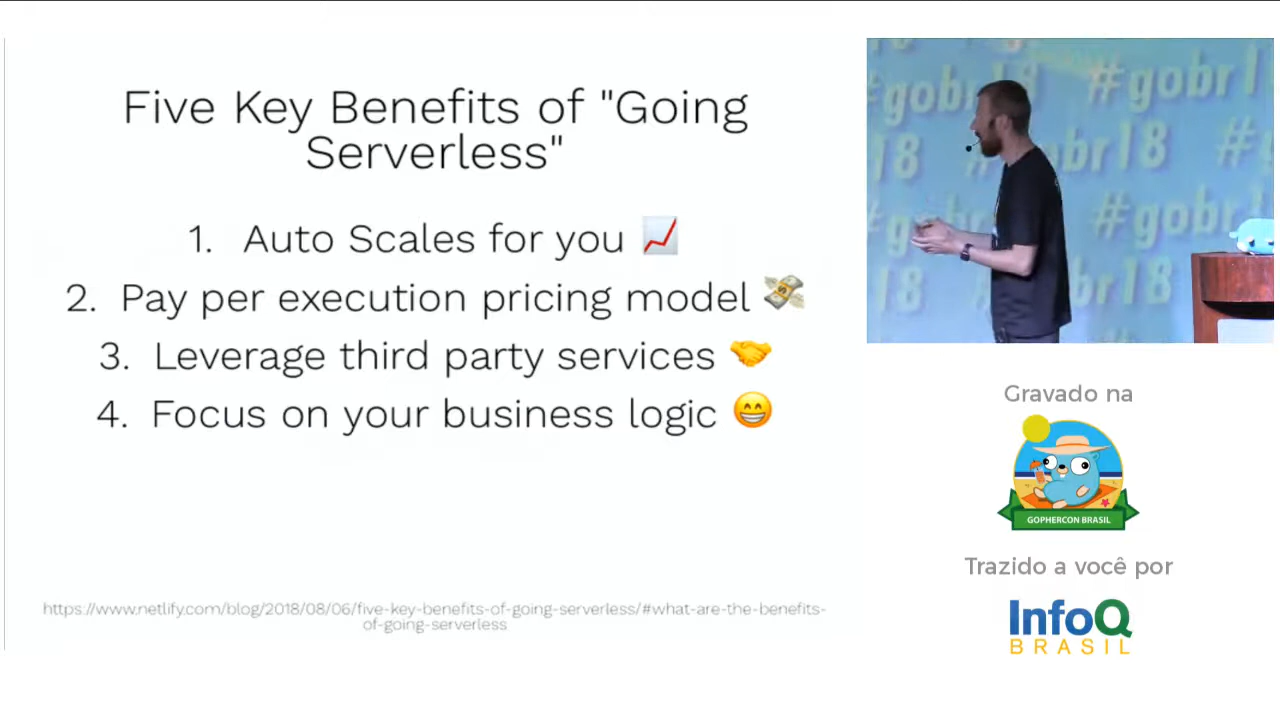 Five Key Benefits of "Going
Serverless"
1. Auto Scales for you 📈
2. Pay per execution pricing model 💸
3. Leverage third party services 🤝
4. Focus on your business logic 😁
https://www.netlify.com/blog/2018/08/06/five-key-benefits-of-going-serverless/#what-are-the-benefits-
of-going-serverless
#gobr1
#gobr18
#gobr
18
Gravado na
GOPHERCON BRASIL
Trazido a você por
InfoQ
BRASIL